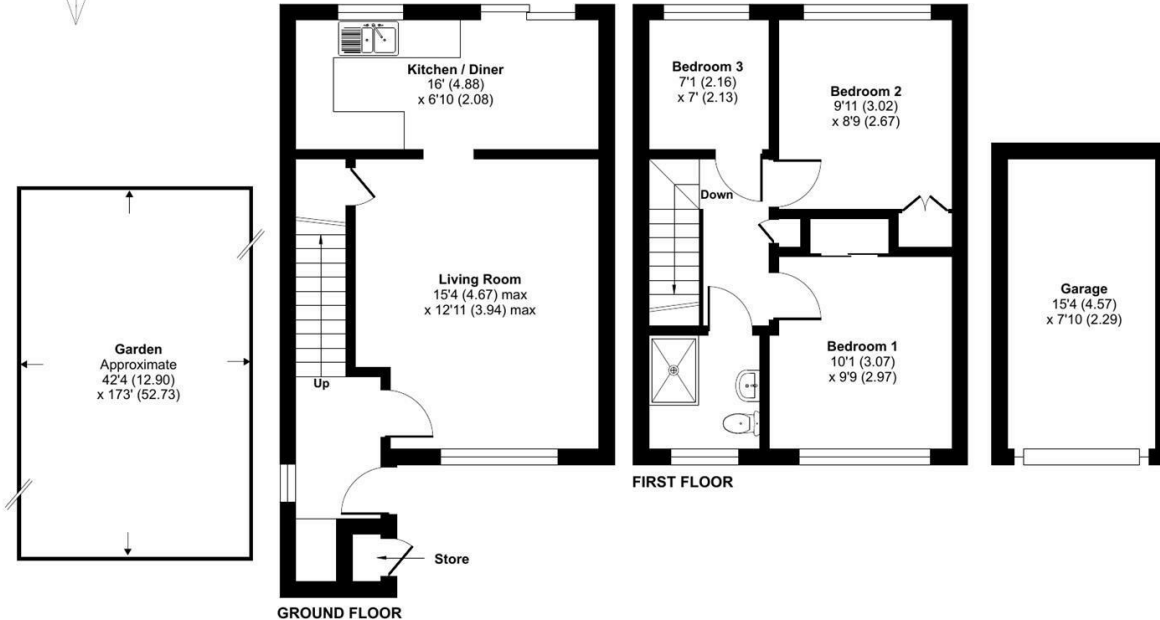 Kitchen / Diner
16' (4.88)
x 6'10 (2.08)
Bedroom 3
7'1 (2.16)
x 7' (2.13)
Bedroom 2
9'11 (3.02)
x 8'9 (2.67)
Down
Living Room
15'4 (4.67) max
x 12'11 (3.94) max
Garage
15'4 (4.57)
x 7'10 (2.29)
Garden
Approximate
42'4 (12.90)
x 173' (52.73)
Up
Bedroom 1
10'1 (3.07)
x 9'9 (2.97)
FIRST FLOOR
Store
GROUND FLOOR